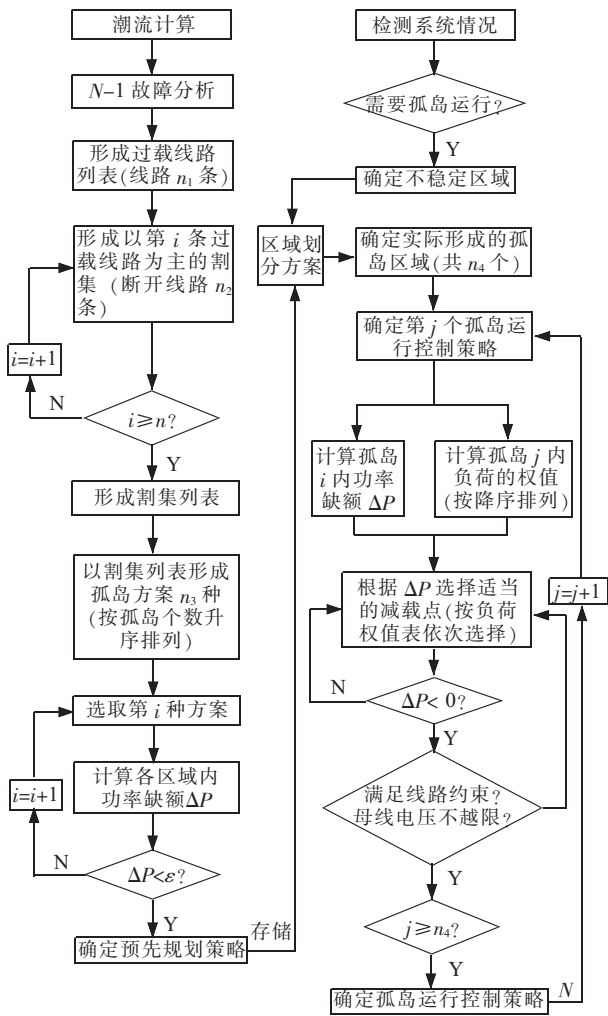 潮流计算
N−1 故障分析
形成过载线路
列表(线路 n₁ 条)
形成以第 i 条过
载线路为主的割
集 (断开线路 n₂
条)
i=i+1
N
i≥n?
Y
形成割集列表
以割集列表形成
孤岛方案 n₃ 种
(按孤岛个数升
序排列)
选取第 i 种方案
计算各区域内
功率缺额ΔP
i=i+1
N
ΔP<ε?
Y
确定预先规划策略
存储
检测系统情况
需要孤岛运行?
Y
确定不稳定区域
区域划
分方案
确定实际形成的孤
岛区域(共 n₄ 个)
确定第 j 个孤岛运
行控制策略
计算孤岛
i 内功率
缺额 ΔP
计算孤岛 j 内
负荷的权值
(按降序排列)
根据 ΔP 选择适当
的减载点(按负荷
权值表依次选择)
j=j+1
N
ΔP< 0?
Y
满足线路约束?
母线电压不越限?
Y
j≥n₄?
Y
确定孤岛运行控制策略
N